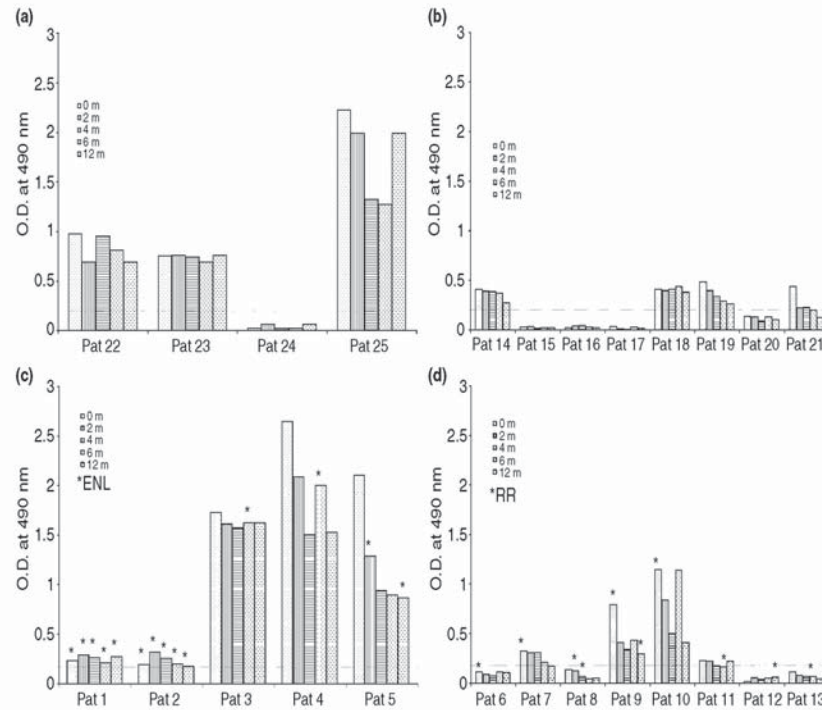 (a)
O.D. at 490 nm
3
2.5
2
1.5
1
0.5
0
0 m
2 m
4 m
6 m
12 m
Pat 22 Pat 23 Pat 24 Pat 25
(b)
O.D. at 490 nm
3
2.5
2
1.5
1
0.5
0
0 m
2 m
4 m
6 m
12 m
Pat 14 Pat 15 Pat 16 Pat 17 Pat 18 Pat 19 Pat 20 Pat 21
(c)
O.D. at 490 nm
3
2.5
2
1.5
1
0.5
0
0 m
2 m
4 m
6 m
12 m
*ENL
* * * * *
* * * * *
*
*
* *
Pat 1 Pat 2 Pat 3 Pat 4 Pat 5
(d)
O.D. at 490 nm
3
2.5
2
1.5
1
0.5
0
0 m
2 m
4 m
6 m
12 m
*RR
*
*
* *
* *
*
*
*
*
Pat 6 Pat 7 Pat 8 Pat 9 Pat 10 Pat 11 Pat 12 Pat 13